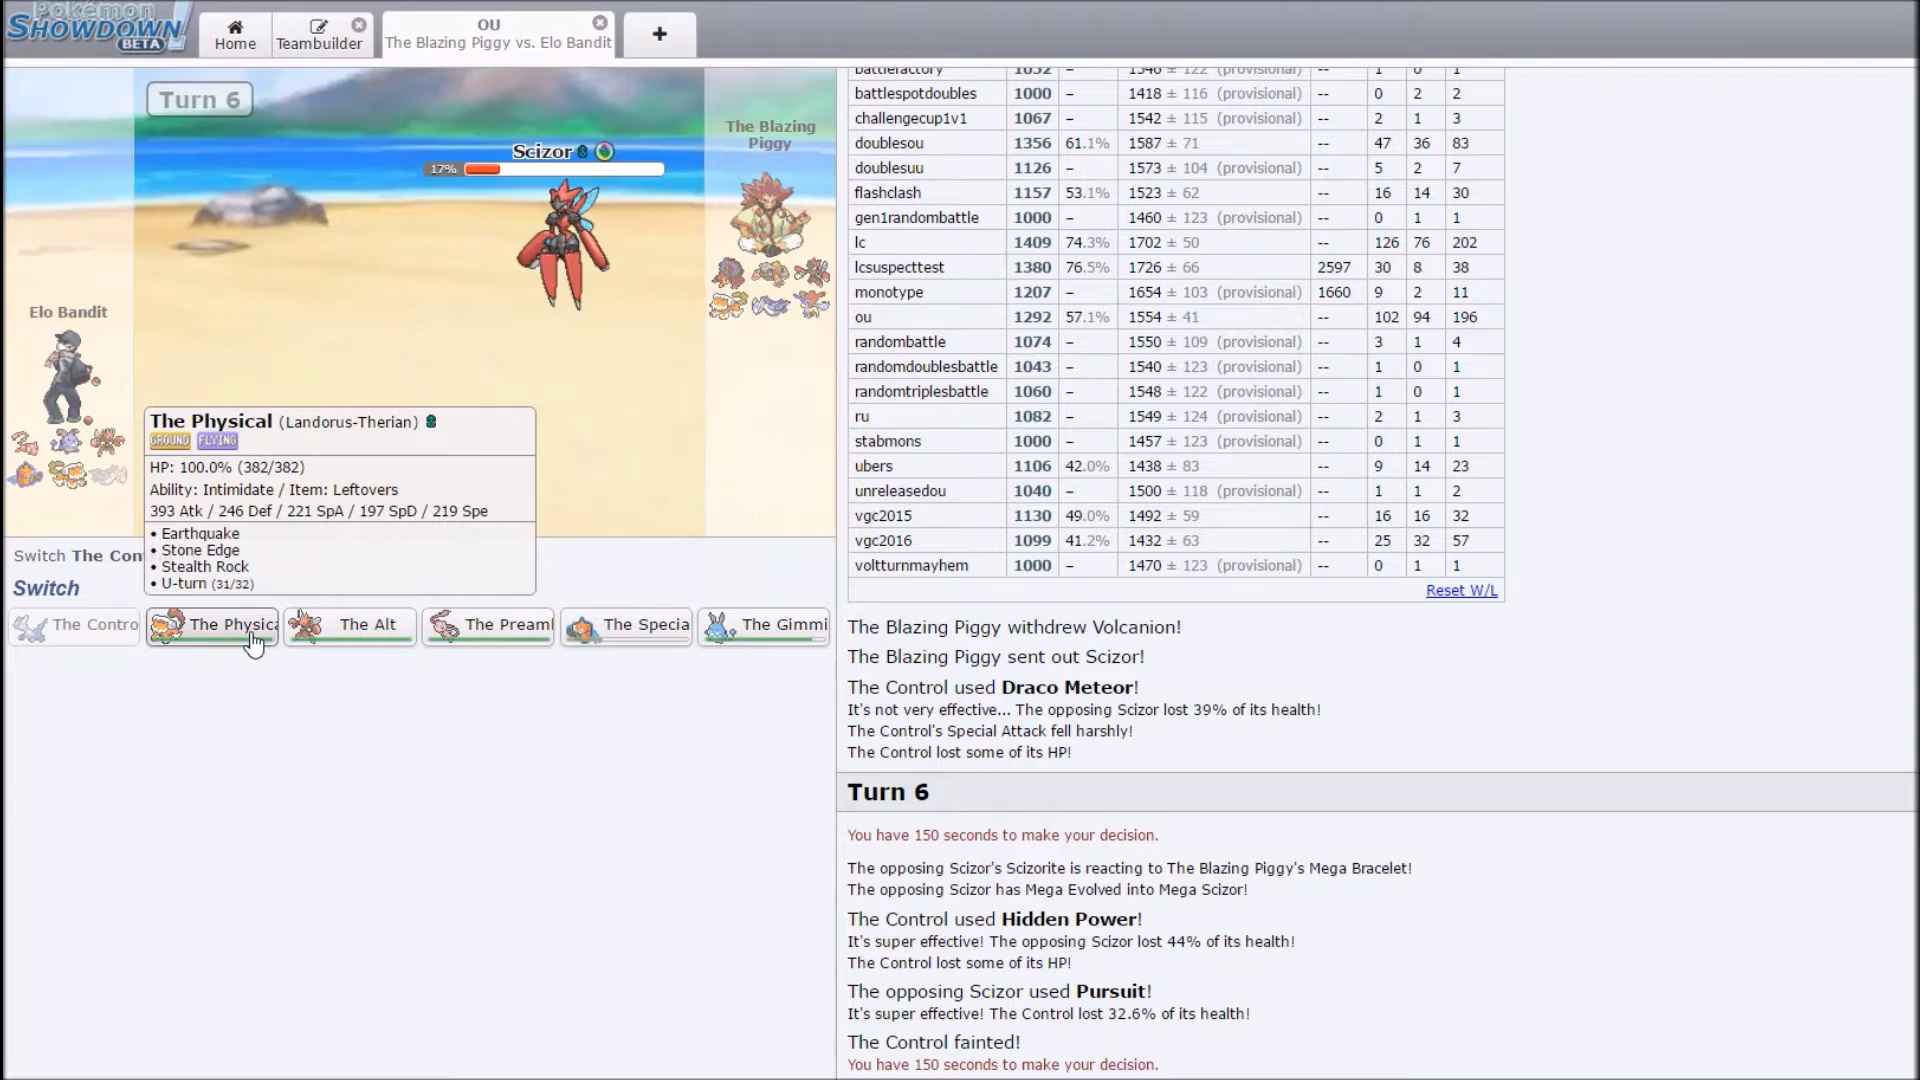 Pokémon
SHOWDOWN!
BETA
Home
Teambuilder
OU
The Blazing Piggy vs. Elo Bandit
+
Turn 6
Scizor
17%
The Blazing
Piggy
Elo Bandit
The Physical (Landorus-Therian)
GROUND FLYING
HP: 100.0% (382/382)
Ability: Intimidate / Item: Leftovers
393 Atk / 246 Def / 221 SpA / 197 SpD / 219 Spe
• Earthquake
• Stone Edge
• Stealth Rock
• U-turn (31/32)
Switch The Con
Switch
The Contro
The Physica
The Alt
The Preaml
The Specia
The Gimmi
battlefactory 1052 – 1546 ± 122 (provisional) -- 1 0 1
battlespotdoubles 1000 – 1418 ± 116 (provisional) -- 0 2 2
challengecup1v1 1067 – 1542 ± 115 (provisional) -- 2 1 3
doublesou 1356 61.1% 1587 ± 71 -- 47 36 83
doublesuu 1126 – 1573 ± 104 (provisional) -- 5 2 7
flashclash 1157 53.1% 1523 ± 62 -- 16 14 30
gen1randombattle 1000 – 1460 ± 123 (provisional) -- 0 1 1
lc 1409 74.3% 1702 ± 50 -- 126 76 202
lcsuspecttest 1380 76.5% 1726 ± 66 2597 30 8 38
monotype 1207 – 1654 ± 103 (provisional) 1660 9 2 11
ou 1292 57.1% 1554 ± 41 -- 102 94 196
randombattle 1074 – 1550 ± 109 (provisional) -- 3 1 4
randomdoublesbattle 1043 – 1540 ± 123 (provisional) -- 1 0 1
randomtriplesbattle 1060 – 1548 ± 122 (provisional) -- 1 0 1
ru 1082 – 1549 ± 124 (provisional) -- 2 1 3
stabmons 1000 – 1457 ± 123 (provisional) -- 0 1 1
ubers 1106 42.0% 1438 ± 83 -- 9 14 23
unreleasedou 1040 – 1500 ± 118 (provisional) -- 1 1 2
vgc2015 1130 49.0% 1492 ± 59 -- 16 16 32
vgc2016 1099 41.2% 1432 ± 63 -- 25 32 57
voltturnmayhem 1000 – 1470 ± 123 (provisional) -- 0 1 1
Reset W/L
The Blazing Piggy withdrew Volcanion!
The Blazing Piggy sent out Scizor!
The Control used Draco Meteor!
It's not very effective... The opposing Scizor lost 39% of its health!
The Control's Special Attack fell harshly!
The Control lost some of its HP!
Turn 6
You have 150 seconds to make your decision.
The opposing Scizor's Scizorite is reacting to The Blazing Piggy's Mega Bracelet!
The opposing Scizor has Mega Evolved into Mega Scizor!
The Control used Hidden Power!
It's super effective! The opposing Scizor lost 44% of its health!
The Control lost some of its HP!
The opposing Scizor used Pursuit!
It's super effective! The Control lost 32.6% of its health!
The Control fainted!
You have 150 seconds to make your decision.